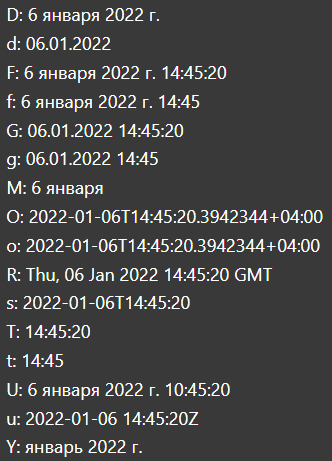 D: 6 января 2022 г.
d: 06.01.2022
F: 6 января 2022 г. 14:45:20
f: 6 января 2022 г. 14:45
G: 06.01.2022 14:45:20
g: 06.01.2022 14:45
M: 6 января
O: 2022-01-06T14:45:20.3942344+04:00
o: 2022-01-06T14:45:20.3942344+04:00
R: Thu, 06 Jan 2022 14:45:20 GMT
s: 2022-01-06T14:45:20
T: 14:45:20
t: 14:45
U: 6 января 2022 г. 10:45:20
u: 2022-01-06 14:45:20Z
Y: январь 2022 г.